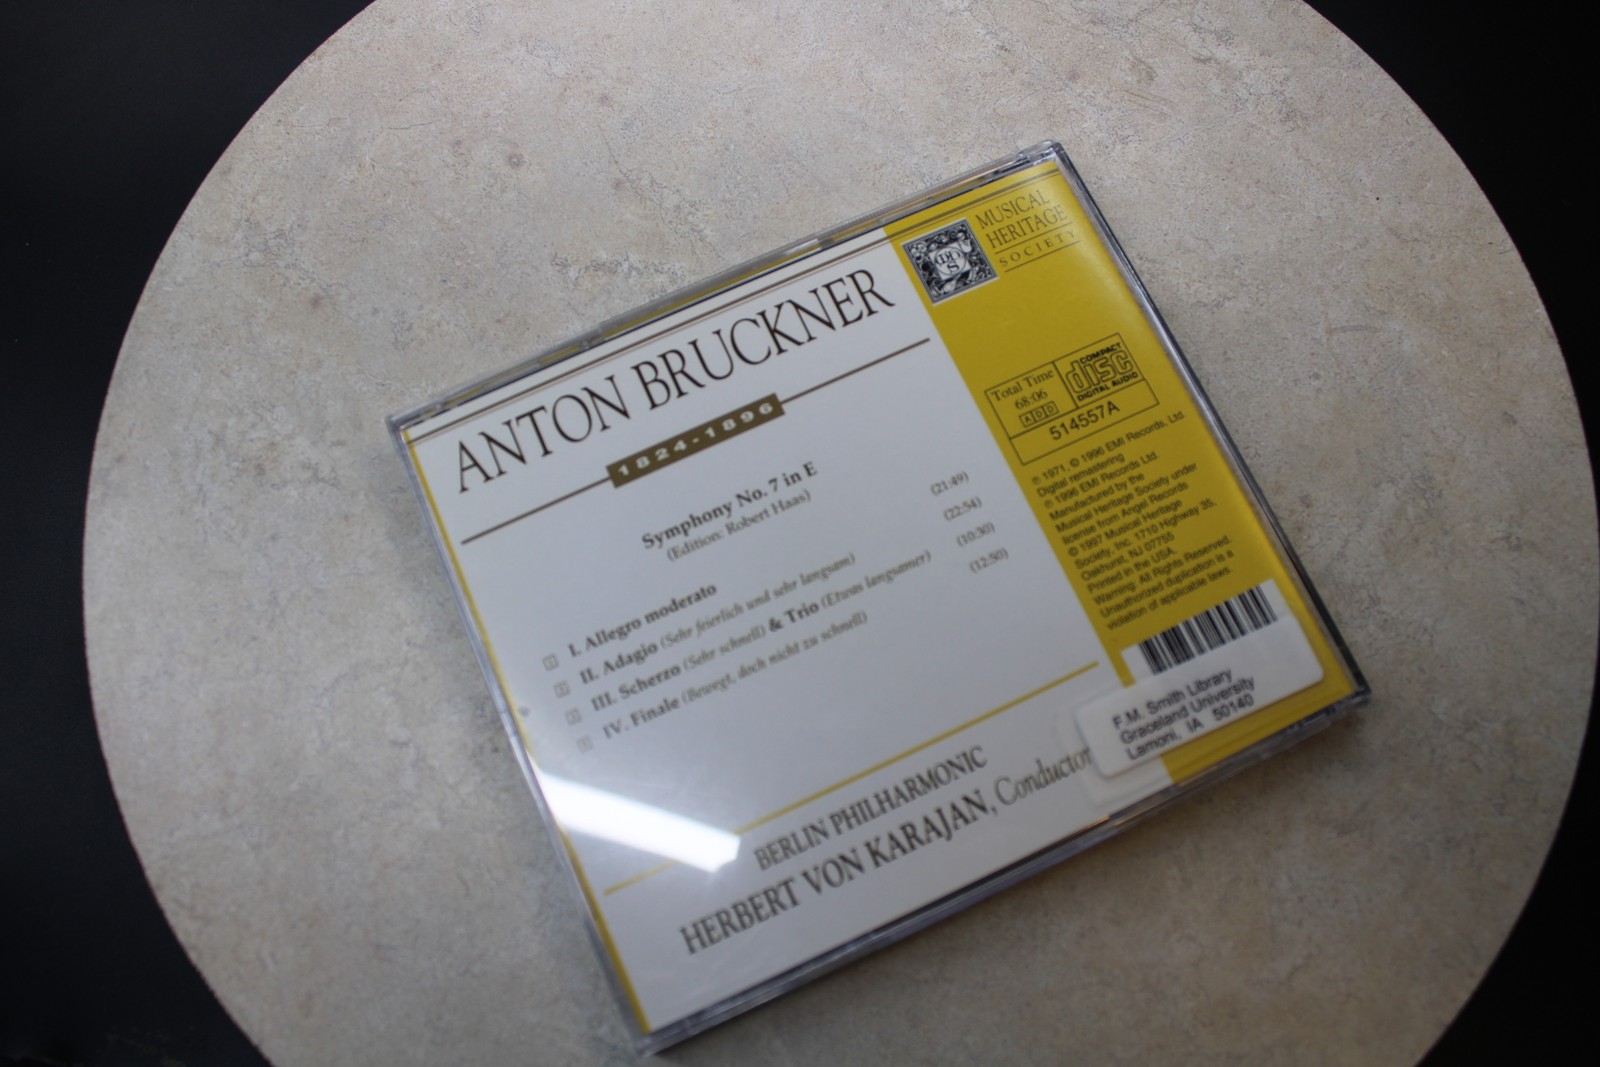 ANTON BRUCKNER
1824-1896
Symphony No. 7 in E
(Edition: Robert Haas)
1 I. Allegro moderato (21:49)
2 II. Adagio (Sehr feierlich und sehr langsam) (22:54)
3 III. Scherzo (Sehr schnell) & Trio (Etwas langsamer) (10:30)
4 IV. Finale (Bewegt, doch nicht zu schnell) (12:50)
BERLIN PHILHARMONIC
HERBERT VON KARAJAN, Conductor
MUSICAL
HERITAGE
SOCIETY
Total Time
68:06
ADD
COMPACT
disc
DIGITAL AUDIO
514557A
℗ 1971, © 1996 EMI Records, Ltd.
Digital remastering
℗ 1996 EMI Records Ltd.
Manufactured by the
Musical Heritage Society under
license from Angel Records
© 1997 Musical Heritage
Society, Inc. 1710 Highway 35,
Oakhurst, NJ 07755
Printed in the USA.
Warning: All Rights Reserved.
Unauthorized duplication is a
violation of applicable laws.
F.M. Smith Library
Graceland University
Lamoni, IA 50140